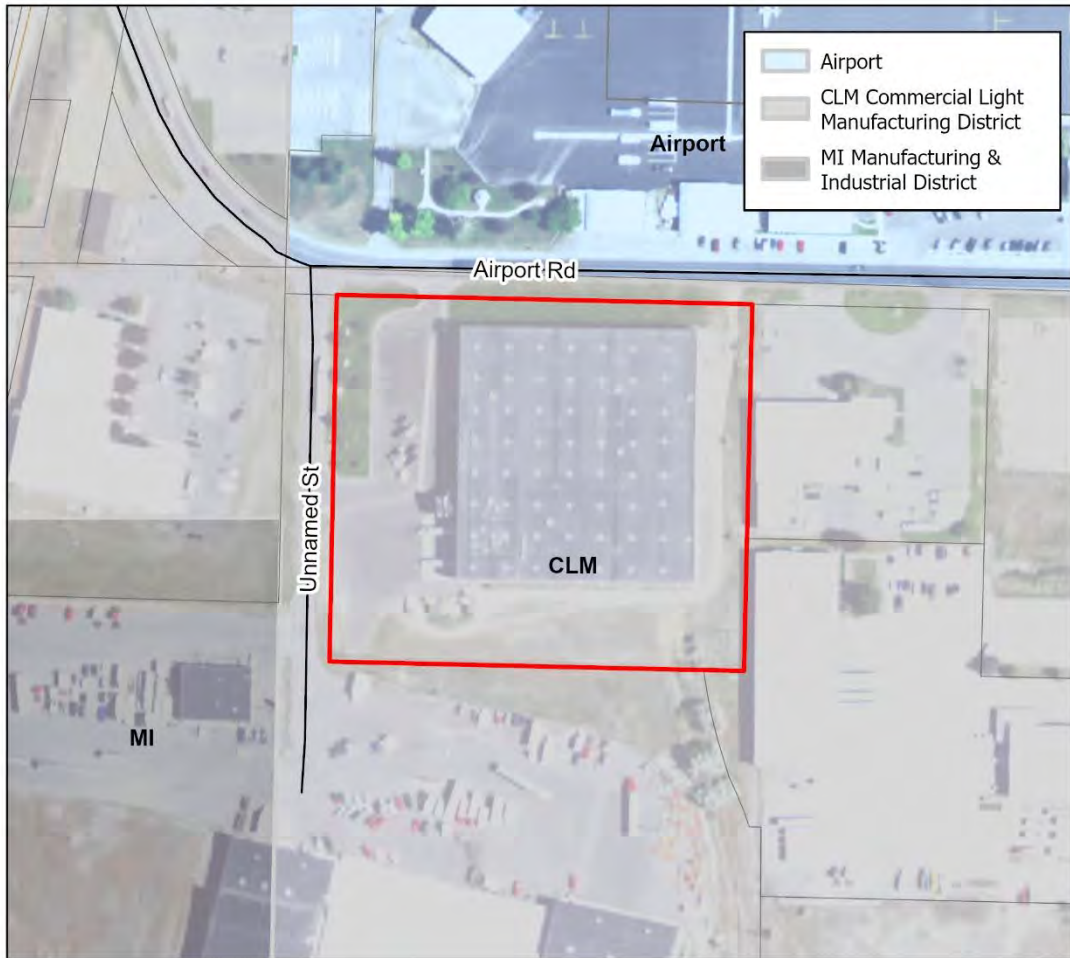 Airport
CLM Commercial Light
Manufacturing District
MI Manufacturing &
Industrial District
Airport
Airport Rd
Unnamed St
CLM
MI